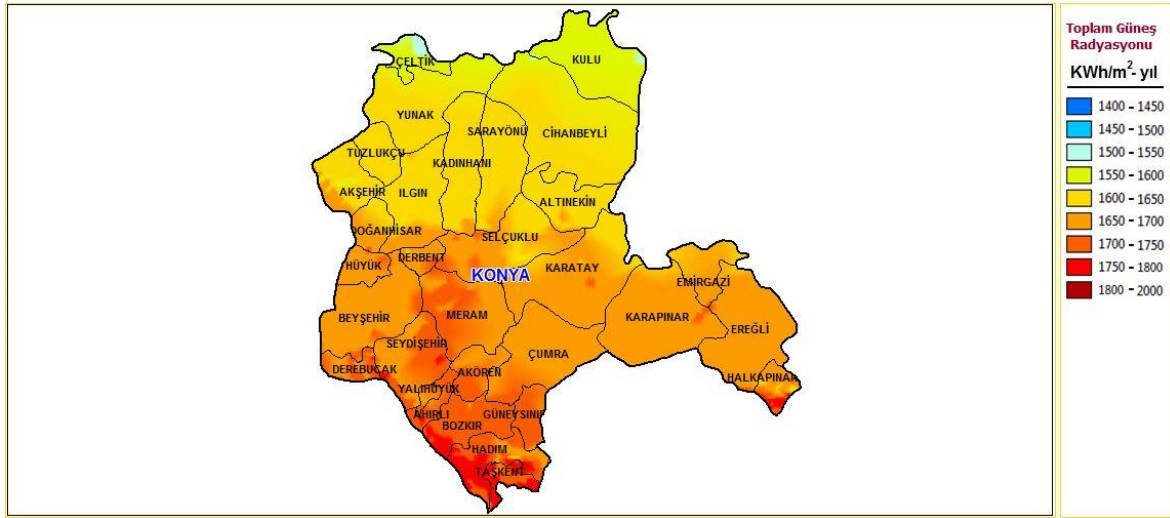 KULU
ÇELTİK
YUNAK
SARAYÖNÜ
CİHANBEYLİ
TUZLUKÇU
KADINHANI
AKŞEHİR
ILGIN
ALTINEKİN
DOĞANHİSAR
SELÇUKLU
HÜYÜK
DERBENT
KONYA
KARATAY
EMİRGAZİ
BEYŞEHİR
MERAM
KARAPINAR
EREĞLİ
SEYDİŞEHİR
ÇUMRA
DEREBUCAK
AKÖREN
HALKAPINAR
YALIHÜYÜK
AHIRLI
GÜNEYSINIR
BOZKIR
HADIM
TAŞKENT
Toplam Güneş
Radyasyonu
KWh/m²- yıl
1400 - 1450
1450 - 1500
1500 - 1550
1550 - 1600
1600 - 1650
1650 - 1700
1700 - 1750
1750 - 1800
1800 - 2000